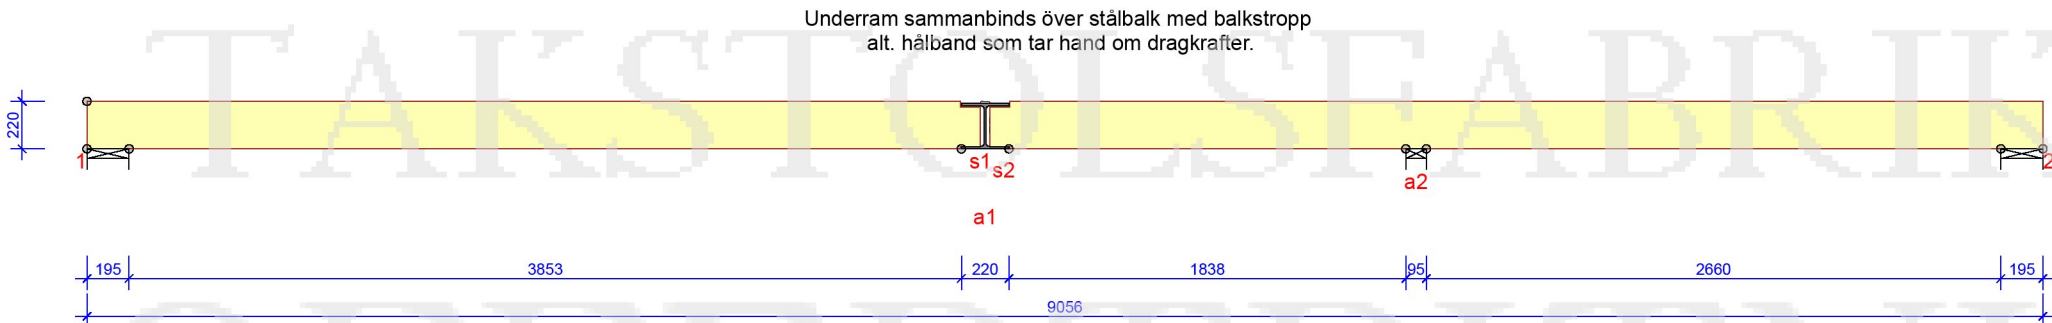 Underram sammanbinds över stålbalk med balkstropp
alt. hålband som tar hand om dragkrafter.
TAKSTOLSFABRIK
220
1
s1
s2
a2
2
a1
195
3853
220
1838
95
2660
195
9056